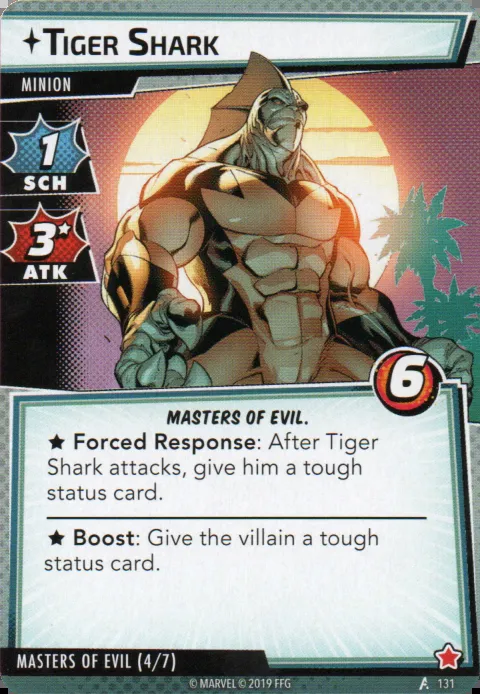 TIGER SHARK
MINION
1
SCH
3
ATK
6
MASTERS OF EVIL.
★ Forced Response: After Tiger
Shark attacks, give him a tough
status card.
★ Boost: Give the villain a tough
status card.
MASTERS OF EVIL (4/7)
© MARVEL © 2019 FFG
131